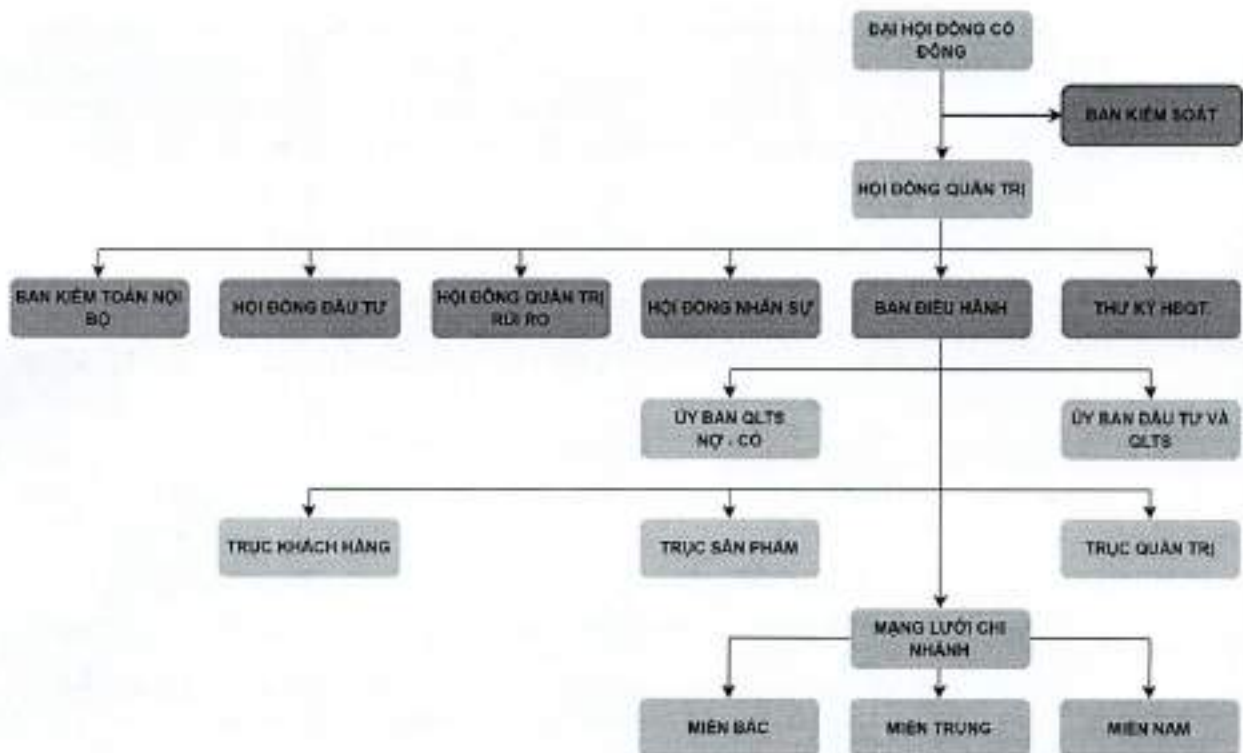 ĐẠI HỘI ĐỒNG CỔ
ĐÔNG
BAN KIỂM SOÁT
HỘI ĐỒNG QUẢN TRỊ
BAN KIỂM TOÁN NỘI
BỘ
HỘI ĐỒNG ĐẦU TƯ
HỘI ĐỒNG QUẢN TRỊ
RỦI RO
HỘI ĐỒNG NHÂN SỰ
BAN ĐIỀU HÀNH
THƯ KÝ HĐQT.
ỦY BAN QLTS
NỢ - CÓ
ỦY BAN ĐẦU TƯ VÀ
QLTS
TRỤC KHÁCH HÀNG
TRỤC SẢN PHẨM
TRỤC QUẢN TRỊ
MẠNG LƯỚI CHI
NHÁNH
MIỀN BẮC
MIỀN TRUNG
MIỀN NAM